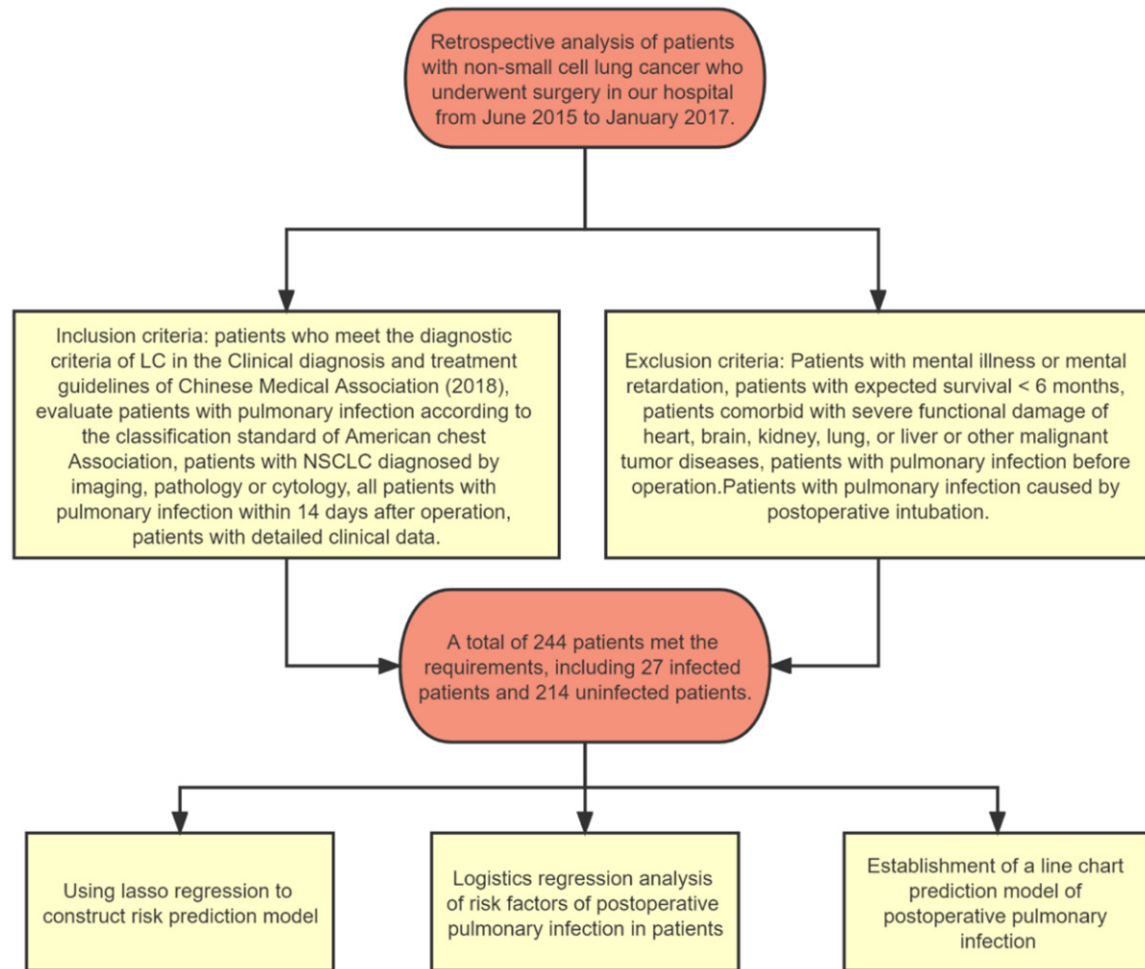 Retrospective analysis of patients
with non-small cell lung cancer who
underwent surgery in our hospital
from June 2015 to January 2017.
Inclusion criteria: patients who meet the diagnostic
criteria of LC in the Clinical diagnosis and treatment
guidelines of Chinese Medical Association (2018),
evaluate patients with pulmonary infection according to
the classification standard of American chest
Association, patients with NSCLC diagnosed by
imaging, pathology or cytology, all patients with
pulmonary infection within 14 days after operation,
patients with detailed clinical data.
Exclusion criteria: Patients with mental illness or mental
retardation, patients with expected survival < 6 months,
patients comorbid with severe functional damage of
heart, brain, kidney, lung, or liver or other malignant
tumor diseases, patients with pulmonary infection before
operation.Patients with pulmonary infection caused by
postoperative intubation.
A total of 244 patients met the
requirements, including 27 infected
patients and 214 uninfected patients.
Using lasso regression to
construct risk prediction model
Logistics regression analysis
of risk factors of postoperative
pulmonary infection in patients
Establishment of a line chart
prediction model of
postoperative pulmonary
infection